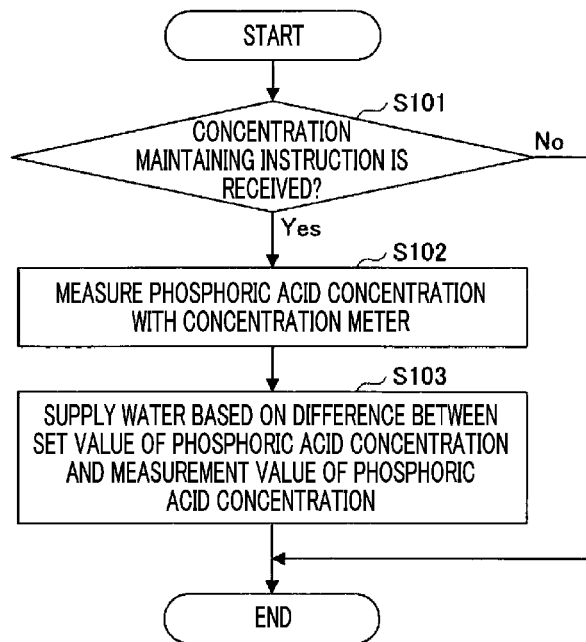 START
S101
CONCENTRATION
MAINTAINING INSTRUCTION IS
RECEIVED?
No
Yes
S102
MEASURE PHOSPHORIC ACID CONCENTRATION
WITH CONCENTRATION METER
S103
SUPPLY WATER BASED ON DIFFERENCE BETWEEN
SET VALUE OF PHOSPHORIC ACID CONCENTRATION
AND MEASUREMENT VALUE OF PHOSPHORIC
ACID CONCENTRATION
END